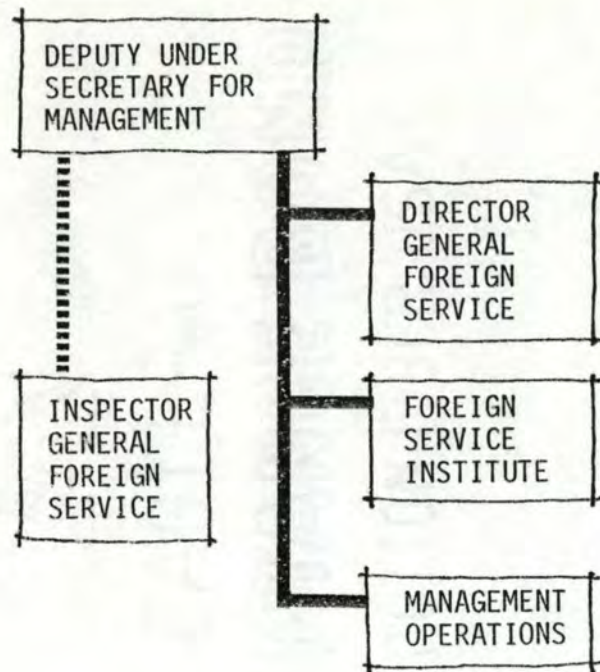 DEPUTY UNDER
SECRETARY FOR
MANAGEMENT
DIRECTOR
GENERAL
FOREIGN
SERVICE
INSPECTOR
GENERAL
FOREIGN
SERVICE
FOREIGN
SERVICE
INSTITUTE
MANAGEMENT
OPERATIONS